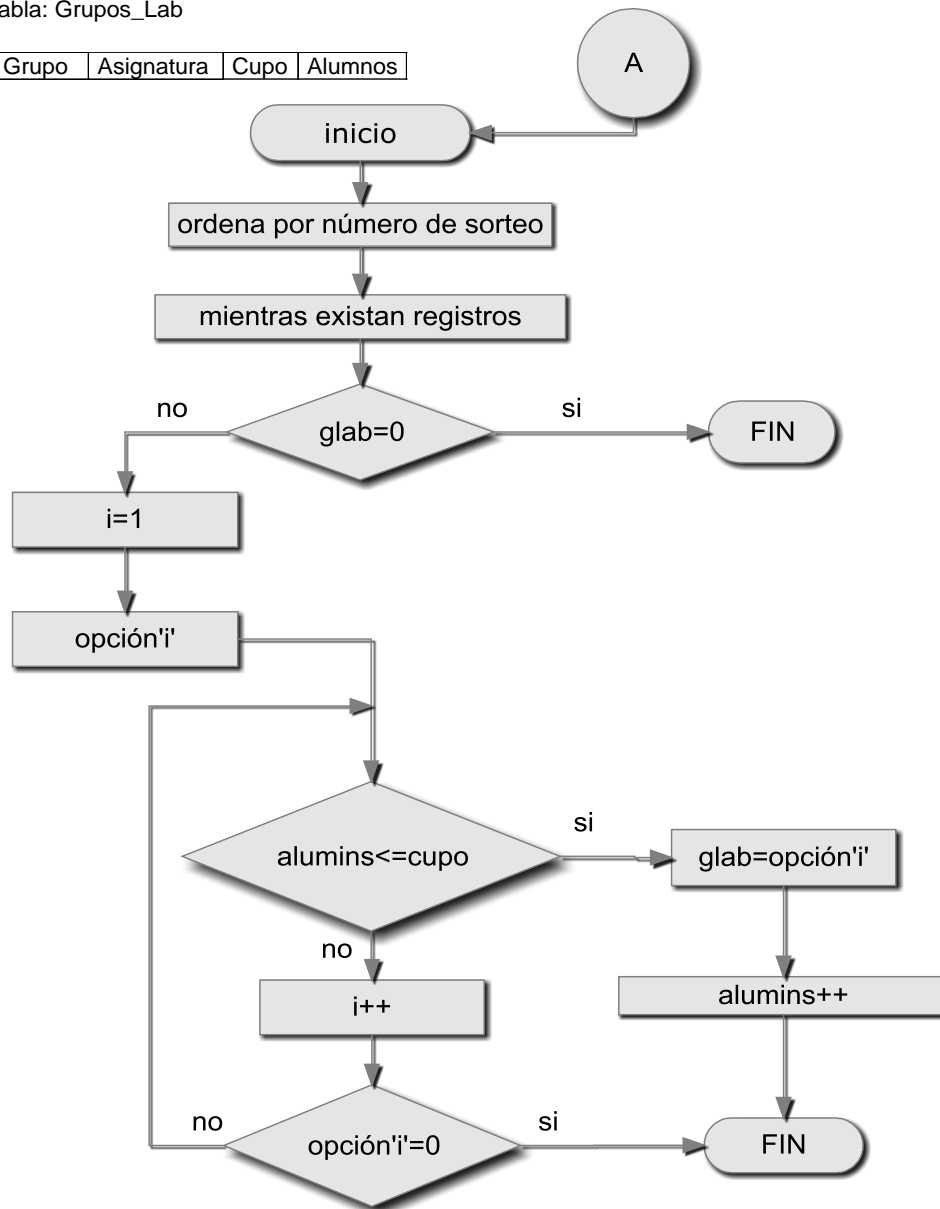 abla: Grupos_Lab
Grupo Asignatura Cupo Alumnos
A
inicio
ordena por número de sorteo
mientras existan registros
no
si
glab=0
FIN
i=1
opción'i'
si
alumins<=cupo
glab=opción'i'
no
i++
alumins++
no
si
opción'i'=0
FIN